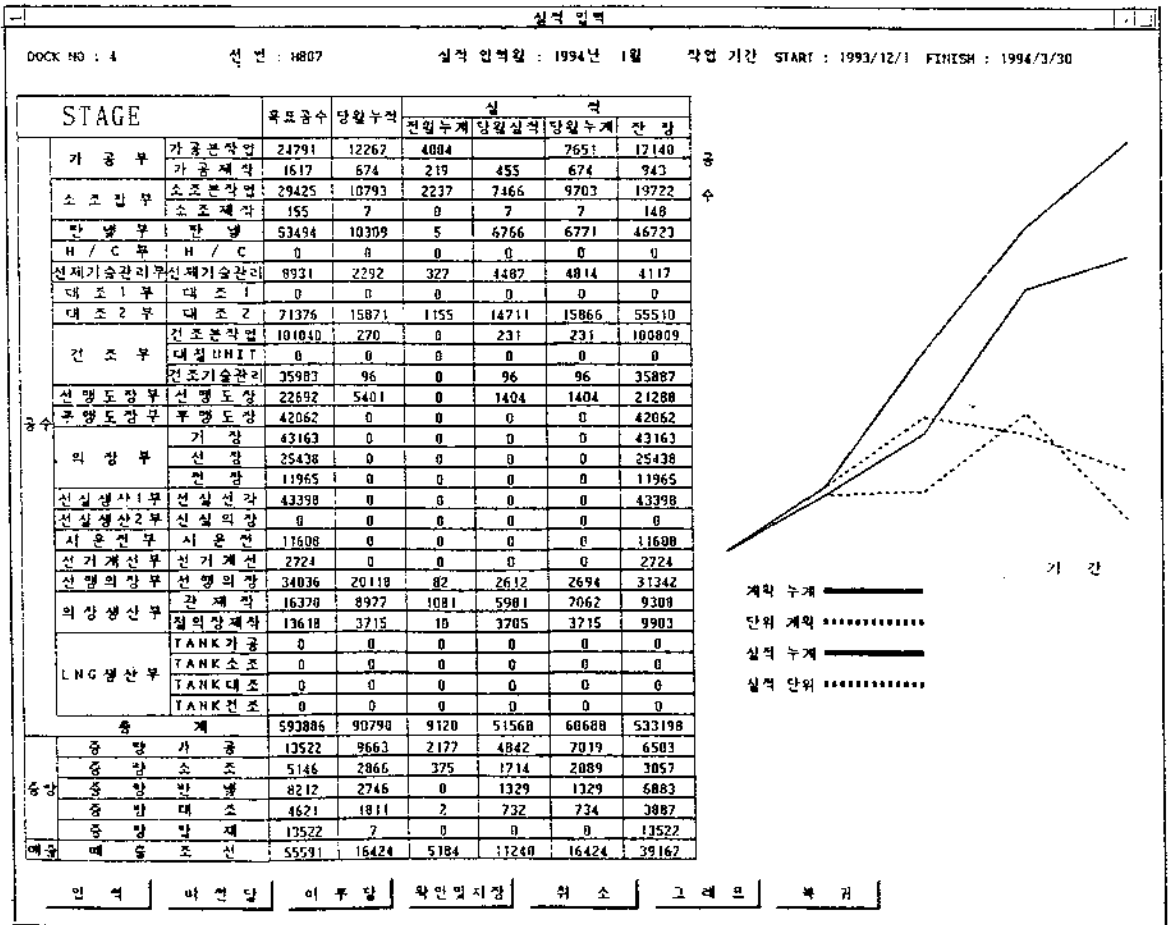 실적 입력
DOCK NO : 4 선 번 : H807 실적 입력월 : 1994년 1월 작업 기간 START : 1993/12/1 FINISH : 1994/3/30
STAGE 목표공수 당월누적 실 적
전월누계 당월실적 당월누계 잔 량
공수
가 공 부 가공본작업 24791 12267 4084 7651 17140
가공제작 1617 674 219 455 674 943
소 조 립 부 소조본작업 29425 10793 2237 7466 9703 19722
소조제작 155 7 0 7 7 148
판 넬 부 판 넬 53494 10309 5 6766 6771 46723
H / C 부 H / C 0 0 0 0 0 0
선재기술관리부 선재기술관리 8931 2292 327 4487 4814 4117
대 조 1 부 대 조 1 0 0 0 0 0 0
대 조 2 부 대 조 2 71376 15871 1155 14711 15866 55510
건 조 부 건조본작업 101040 270 0 231 231 100809
UNIT 0 0 0 0 0 0
건조기술관리 35983 96 0 96 96 35887
선행도장부 선행도장 22692 5401 0 1404 1404 21288
후행도장부 후행도장 42062 0 0 0 0 42062
의 장 부 기 장 43163 0 0 0 0 43163
선 장 25438 0 0 0 0 25438
전 장 11965 0 0 0 0 11965
선실생산1부 선실선각 43398 0 0 0 0 43398
선실생산2부 선실의장 0 0 0 0 0 0
시 운 전 부 시 운 전 11608 0 0 0 0 11608
선거계선부 선거계선 2724 0 0 0 0 2724
선행의장부 선행의장 34036 20118 82 2612 2694 31342
의장생산부 관 제 작 16370 8977 1081 5981 7062 9308
철의장제작 13618 3715 10 3705 3715 9903
LNG생산부 TANK가공 0 0 0 0 0 0
TANK소조 0 0 0 0 0 0
TANK대조 0 0 0 0 0 0
TANK건조 0 0 0 0 0 0
총 계 593886 90790 9120 51568 60688 533198
중량
중 량 가 공 13522 9663 2177 4842 7019 6503
중 량 소 조 5146 2866 375 1714 2089 3057
중 량 판 넬 8212 2746 0 1329 1329 6883
중 량 대 조 4621 1811 2 732 734 3887
중 량 탑 재 13522 7 0 0 0 13522
매출 매 출 조 선 55591 16424 5184 11240 16424 39167
공
수
기 간
계획 누계
단위 계획
실적 누계
실적 단위
입 력 마 전 달 이 후 달 확인및저장 취 소 그 래 프 복 귀